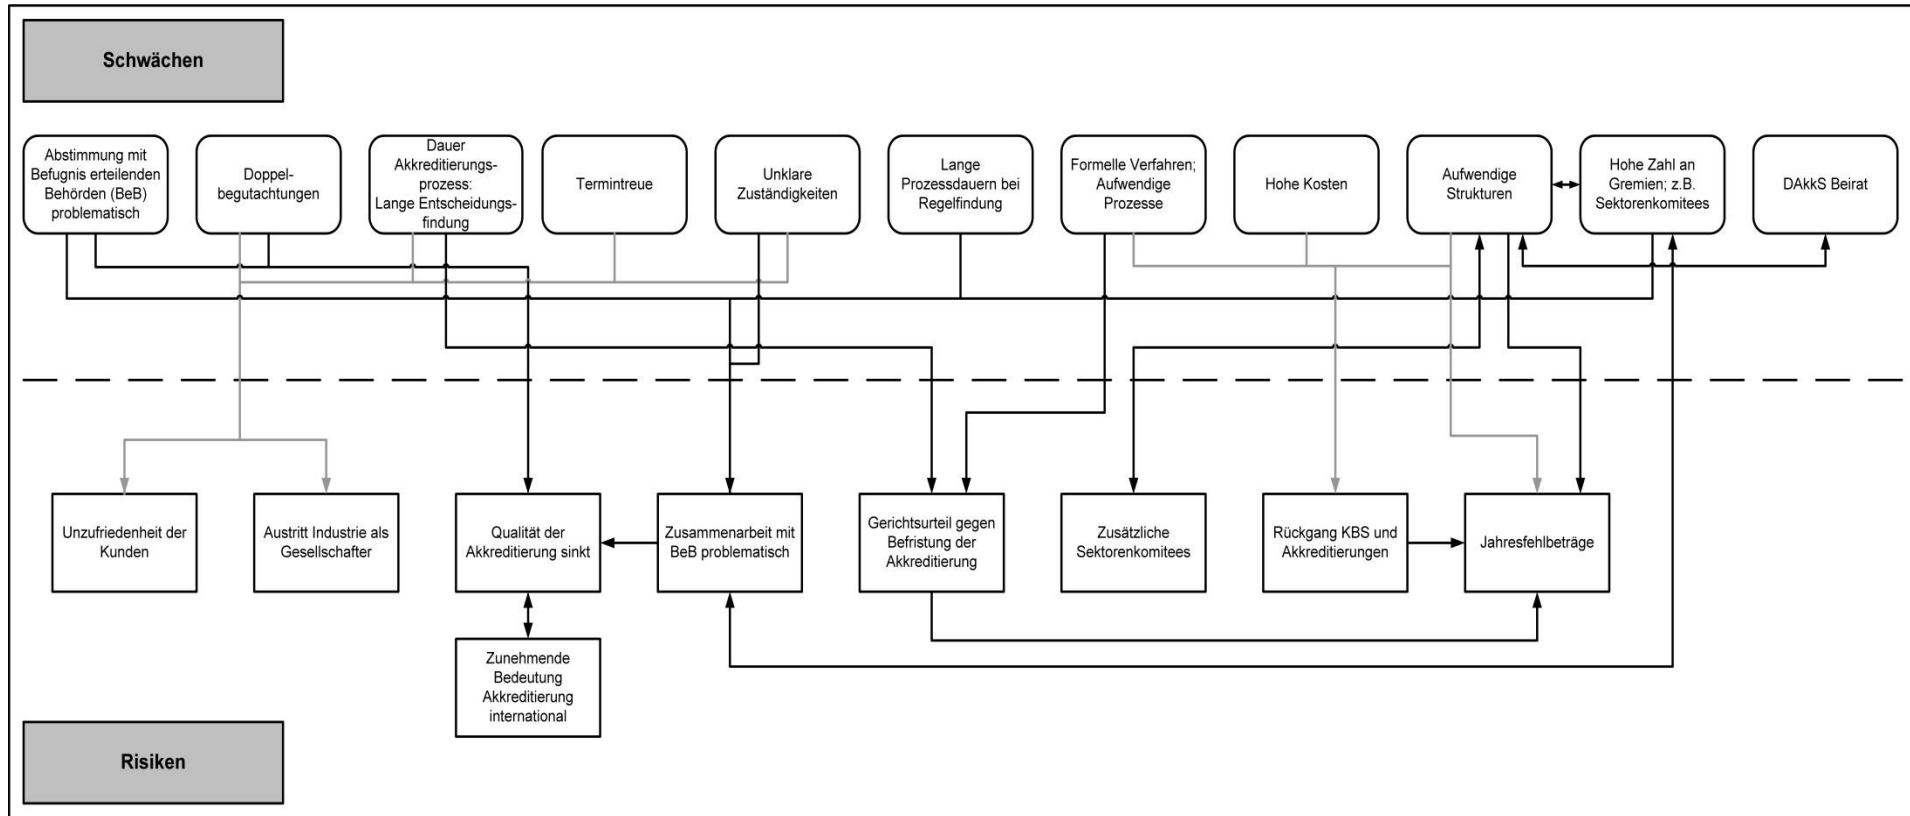 Schwächen
Abstimmung mit
Befugnis erteilenden
Behörden (BeB)
problematisch
Doppel-
begutachtungen
Dauer
Akkreditierungs-
prozess:
Lange Entscheidungs-
findung
Termintreue
Unklare
Zuständigkeiten
Lange
Prozessdauern bei
Regelfindung
Formelle Verfahren;
Aufwendige
Prozesse
Hohe Kosten
Aufwendige
Strukturen
Hohe Zahl an
Gremien; z.B.
Sektorenkomitees
DAkkS Beirat
Unzufriedenheit der
Kunden
Austritt Industrie als
Gesellschafter
Qualität der
Akkreditierung sinkt
Zusammenarbeit mit
BeB problematisch
Gerichtsurteil gegen
Befristung der
Akkreditierung
Zusätzliche
Sektorenkomitees
Rückgang KBS und
Akkreditierungen
Jahresfehlbeträge
Zunehmende
Bedeutung
Akkreditierung
international
Risiken